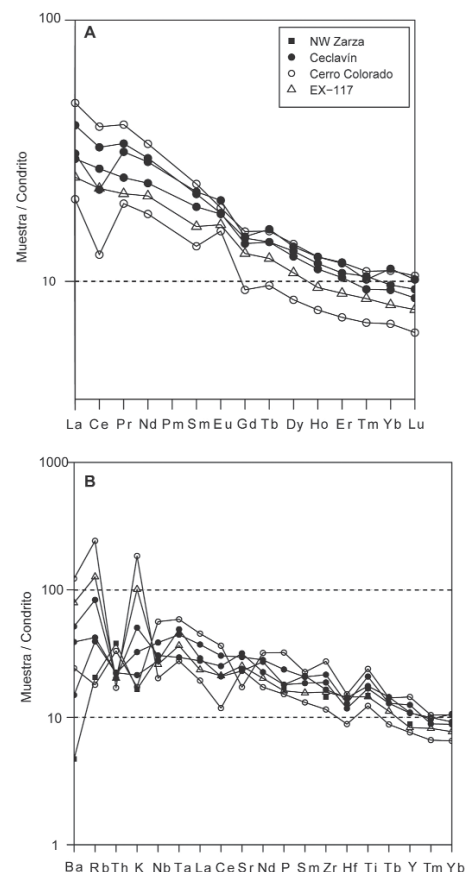 100
A
NW Zarza
Ceclavín
Cerro Colorado
EX−117
Muestra / Condrito
10
La Ce Pr Nd Pm Sm Eu Gd Tb Dy Ho Er Tm Yb Lu
1000
B
100
Muestra / Condrito
10
1
Ba Rb Th K Nb Ta La Ce Sr Nd P Sm Zr Hf Ti Tb Y Tm Yb